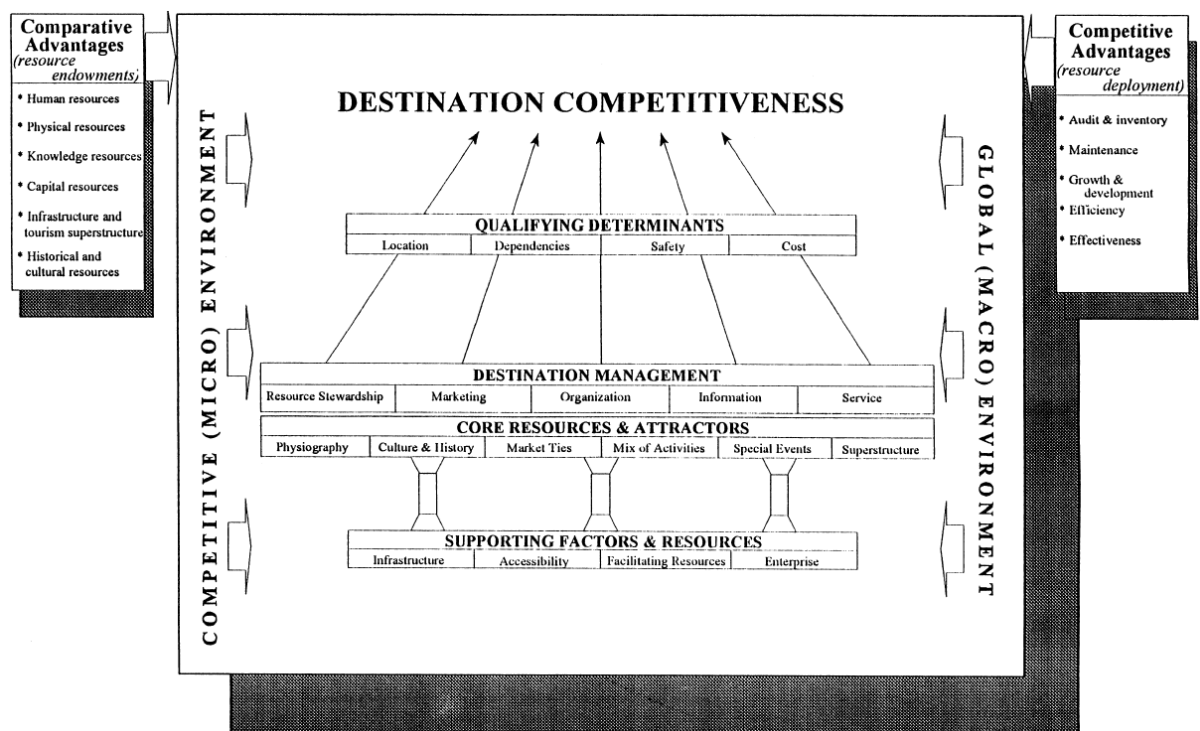 Comparative
Advantages
(resource
endowments)
* Human resources
* Physical resources
* Knowledge resources
* Capital resources
* Infrastructure and
tourism superstructure
* Historical and
cultural resources
COMPETITIVE (MICRO) ENVIRONMENT
DESTINATION COMPETITIVENESS
QUALIFYING DETERMINANTS
Location Dependencies Safety Cost
DESTINATION MANAGEMENT
Resource Stewardship Marketing Organization Information Service
CORE RESOURCES & ATTRACTORS
Physiography Culture & History Market Ties Mix of Activities Special Events Superstructure
SUPPORTING FACTORS & RESOURCES
Infrastructure Accessibility Facilitating Resources Enterprise
GLOBAL (MACRO) ENVIRONMENT
Competitive
Advantages
(resource
deployment)
* Audit & inventory
* Maintenance
* Growth &
development
* Efficiency
* Effectiveness